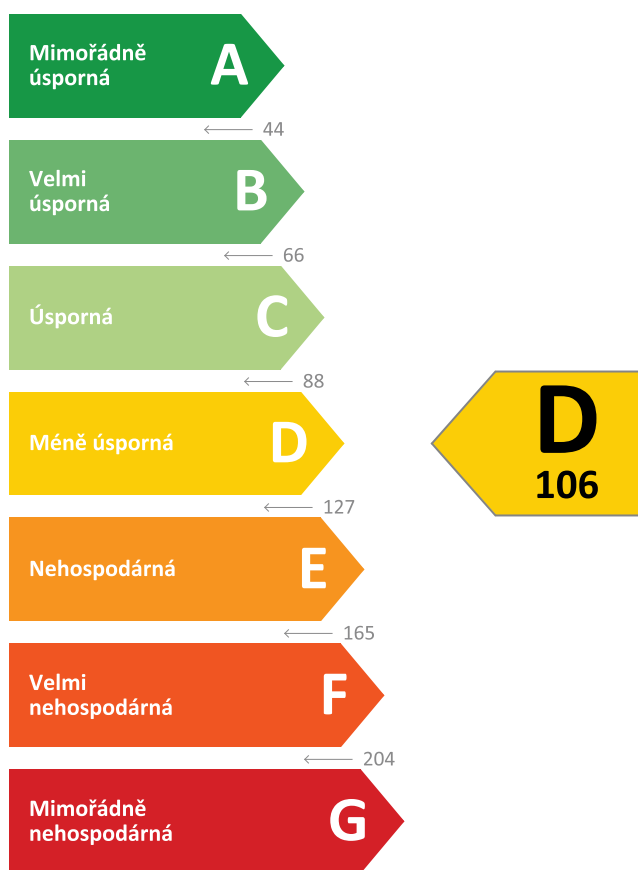 Mimořádně
úsporná
A
44
Velmi
úsporná
B
66
Úsporná
C
88
Méně úsporná
D
D
106
127
Nehospodárná
E
165
Velmi
nehospodárná
F
204
Mimořádně
nehospodárná
G